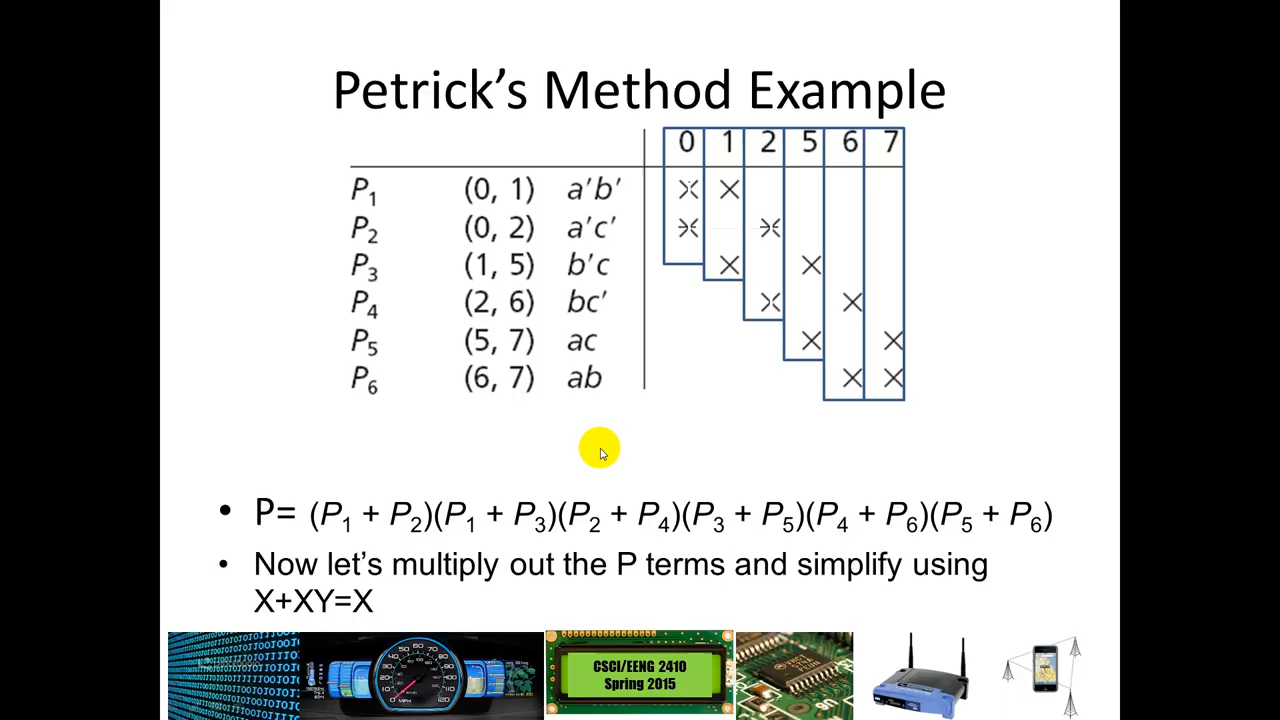 Petrick's Method Example
0 1 2 5 6 7
P₁ (0, 1) a′b′ × ×
P₂ (0, 2) a′c′ × ×
P₃ (1, 5) b′c × ×
P₄ (2, 6) bc′ × ×
P₅ (5, 7) ac × ×
P₆ (6, 7) ab × ×
• P= (P₁ + P₂)(P₁ + P₃)(P₂ + P₄)(P₃ + P₅)(P₄ + P₆)(P₅ + P₆)
• Now let's multiply out the P terms and simplify using
X+XY=X
CSCI/EENG 2410
Spring 2015